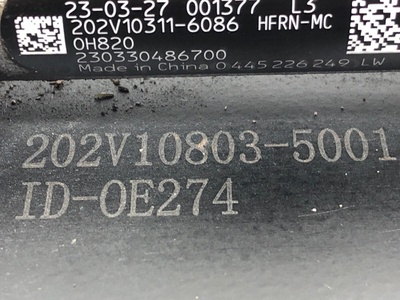 23-03-27 001377 L3
202V10311-6086 HFRN-MC
0H820
230330486700
Made in China 0 445 226 249 LW
202V10803-5001
ID-OE274